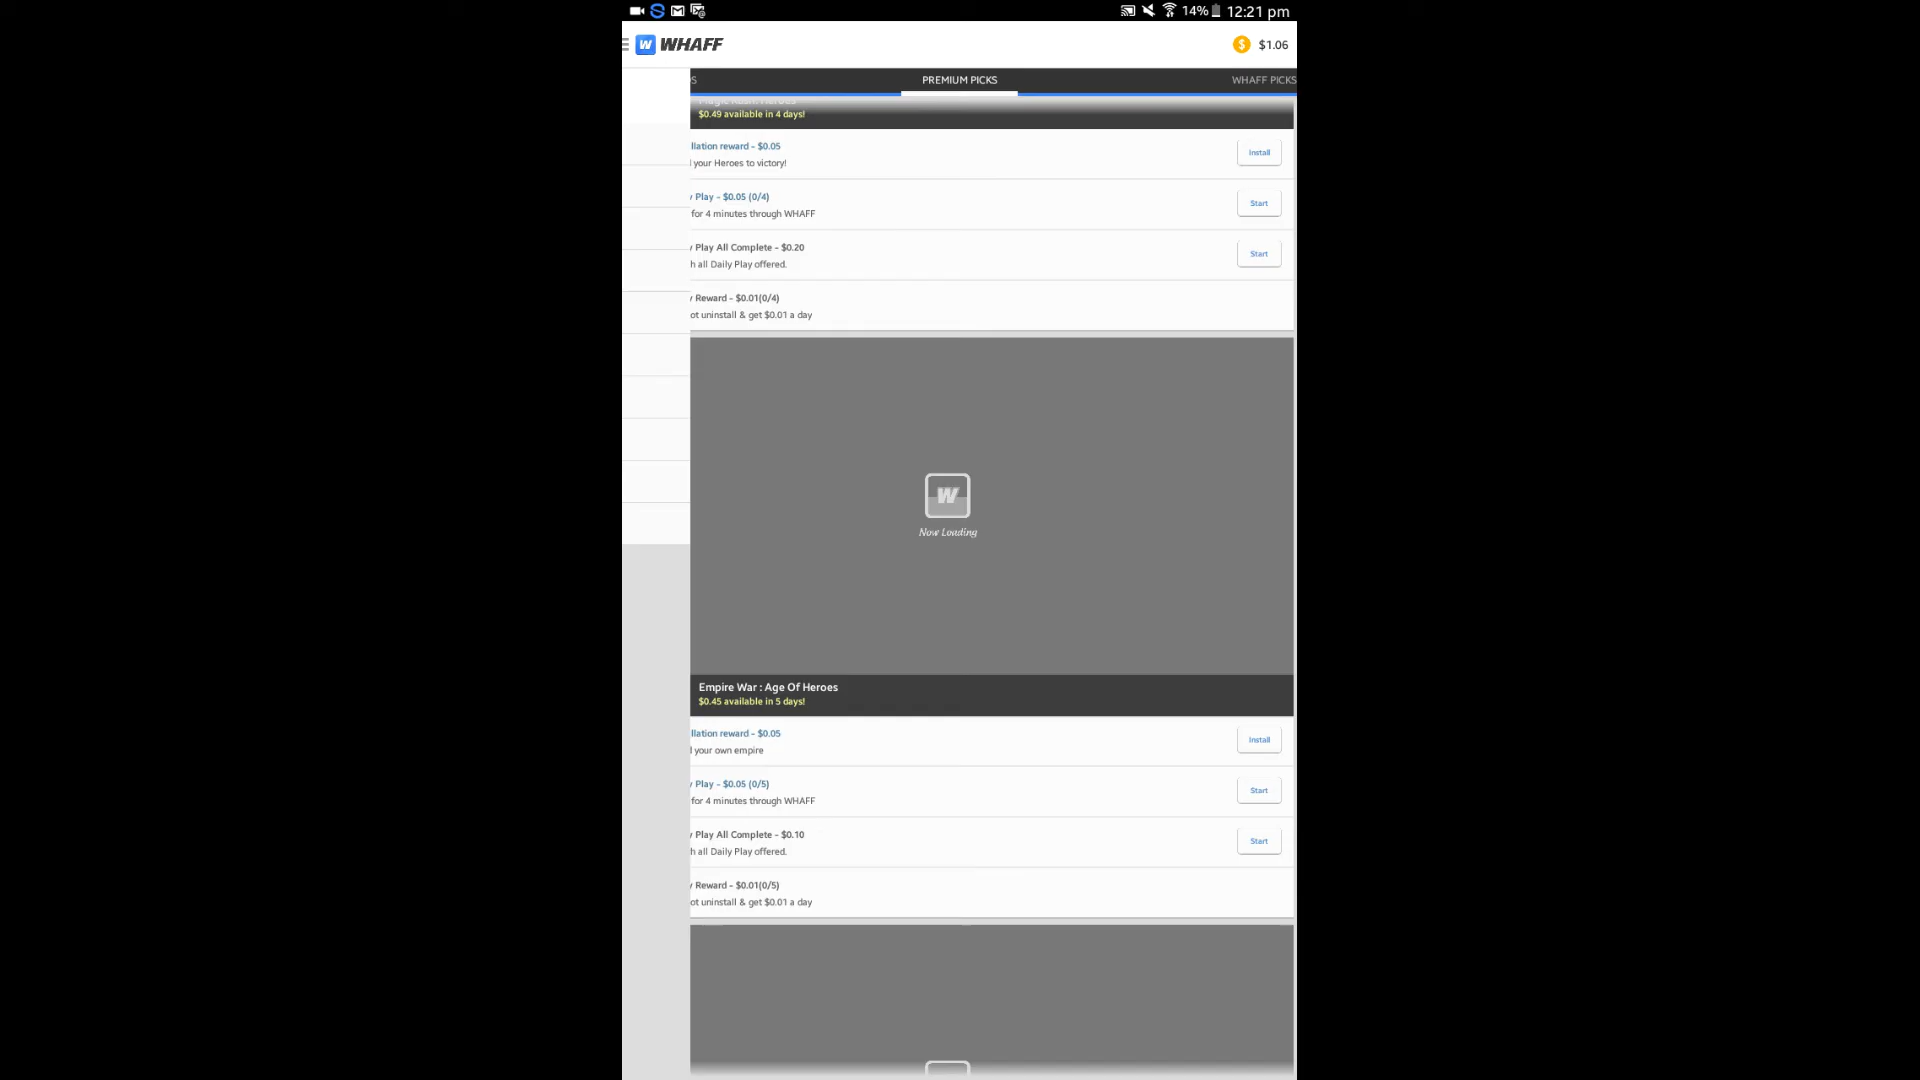 14% 12:21 pm
W WHAFF
$ $1.06
S PREMIUM PICKS WHAFF PICKS
Magic Rush: Heroes
$0.49 available in 4 days!
llation reward - $0.05
your Heroes to victory!
Install
y Play - $0.05 (0/4)
for 4 minutes through WHAFF
Start
y Play All Complete - $0.20
h all Daily Play offered.
Start
y Reward - $0.01(0/4)
ot uninstall & get $0.01 a day
W
Now Loading
Empire War : Age Of Heroes
$0.45 available in 5 days!
llation reward - $0.05
your own empire
Install
y Play - $0.05 (0/5)
for 4 minutes through WHAFF
Start
y Play All Complete - $0.10
h all Daily Play offered.
Start
y Reward - $0.01(0/5)
ot uninstall & get $0.01 a day